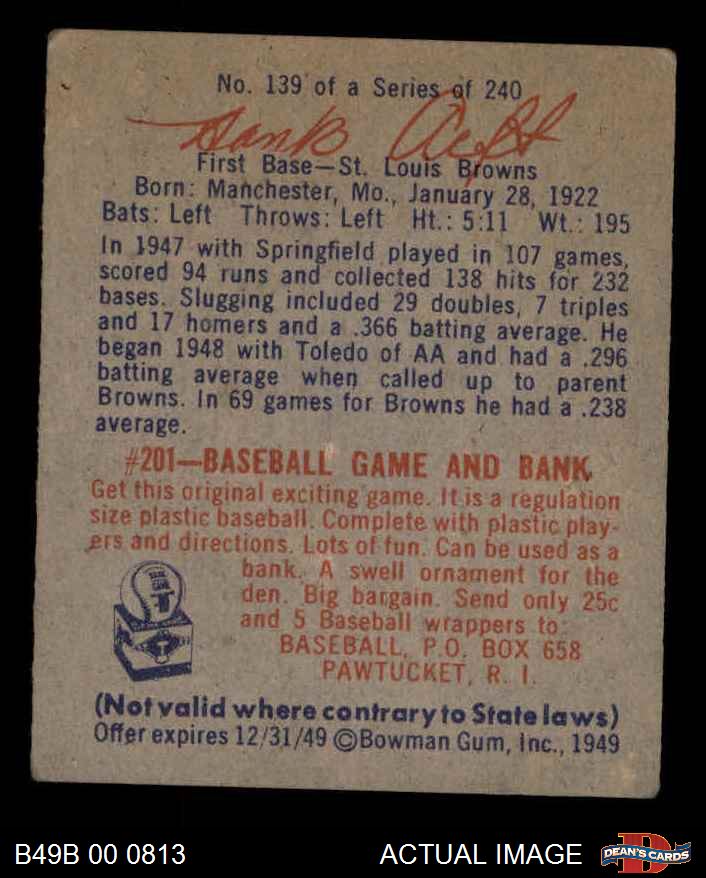 No. 139 of a Series of 240
Hank Arft
First Base—St. Louis Browns
Born: Manchester, Mo., January 28, 1922
Bats: Left Throws: Left Ht.: 5:11 Wt.: 195
In 1947 with Springfield played in 107 games,
scored 94 runs and collected 138 hits for 232
bases. Slugging included 29 doubles, 7 triples
and 17 homers and a .366 batting average. He
began 1948 with Toledo of AA and had a .296
batting average when called up to parent
Browns. In 69 games for Browns he had a .238
average.
#201—BASEBALL GAME AND BANK
Get this original exciting game. It is a regulation
size plastic baseball. Complete with plastic play-
ers and directions. Lots of fun. Can be used as a
bank. A swell ornament for the
den. Big bargain. Send only 25c
and 5 Baseball wrappers to:
BASEBALL, P.O. BOX 658
PAWTUCKET, R. I.
(Not valid where contrary to State laws)
Offer expires 12/31/49 ©Bowman Gum, Inc., 1949
B49B 00 0813
ACTUAL IMAGE
DEAN'S CARDS